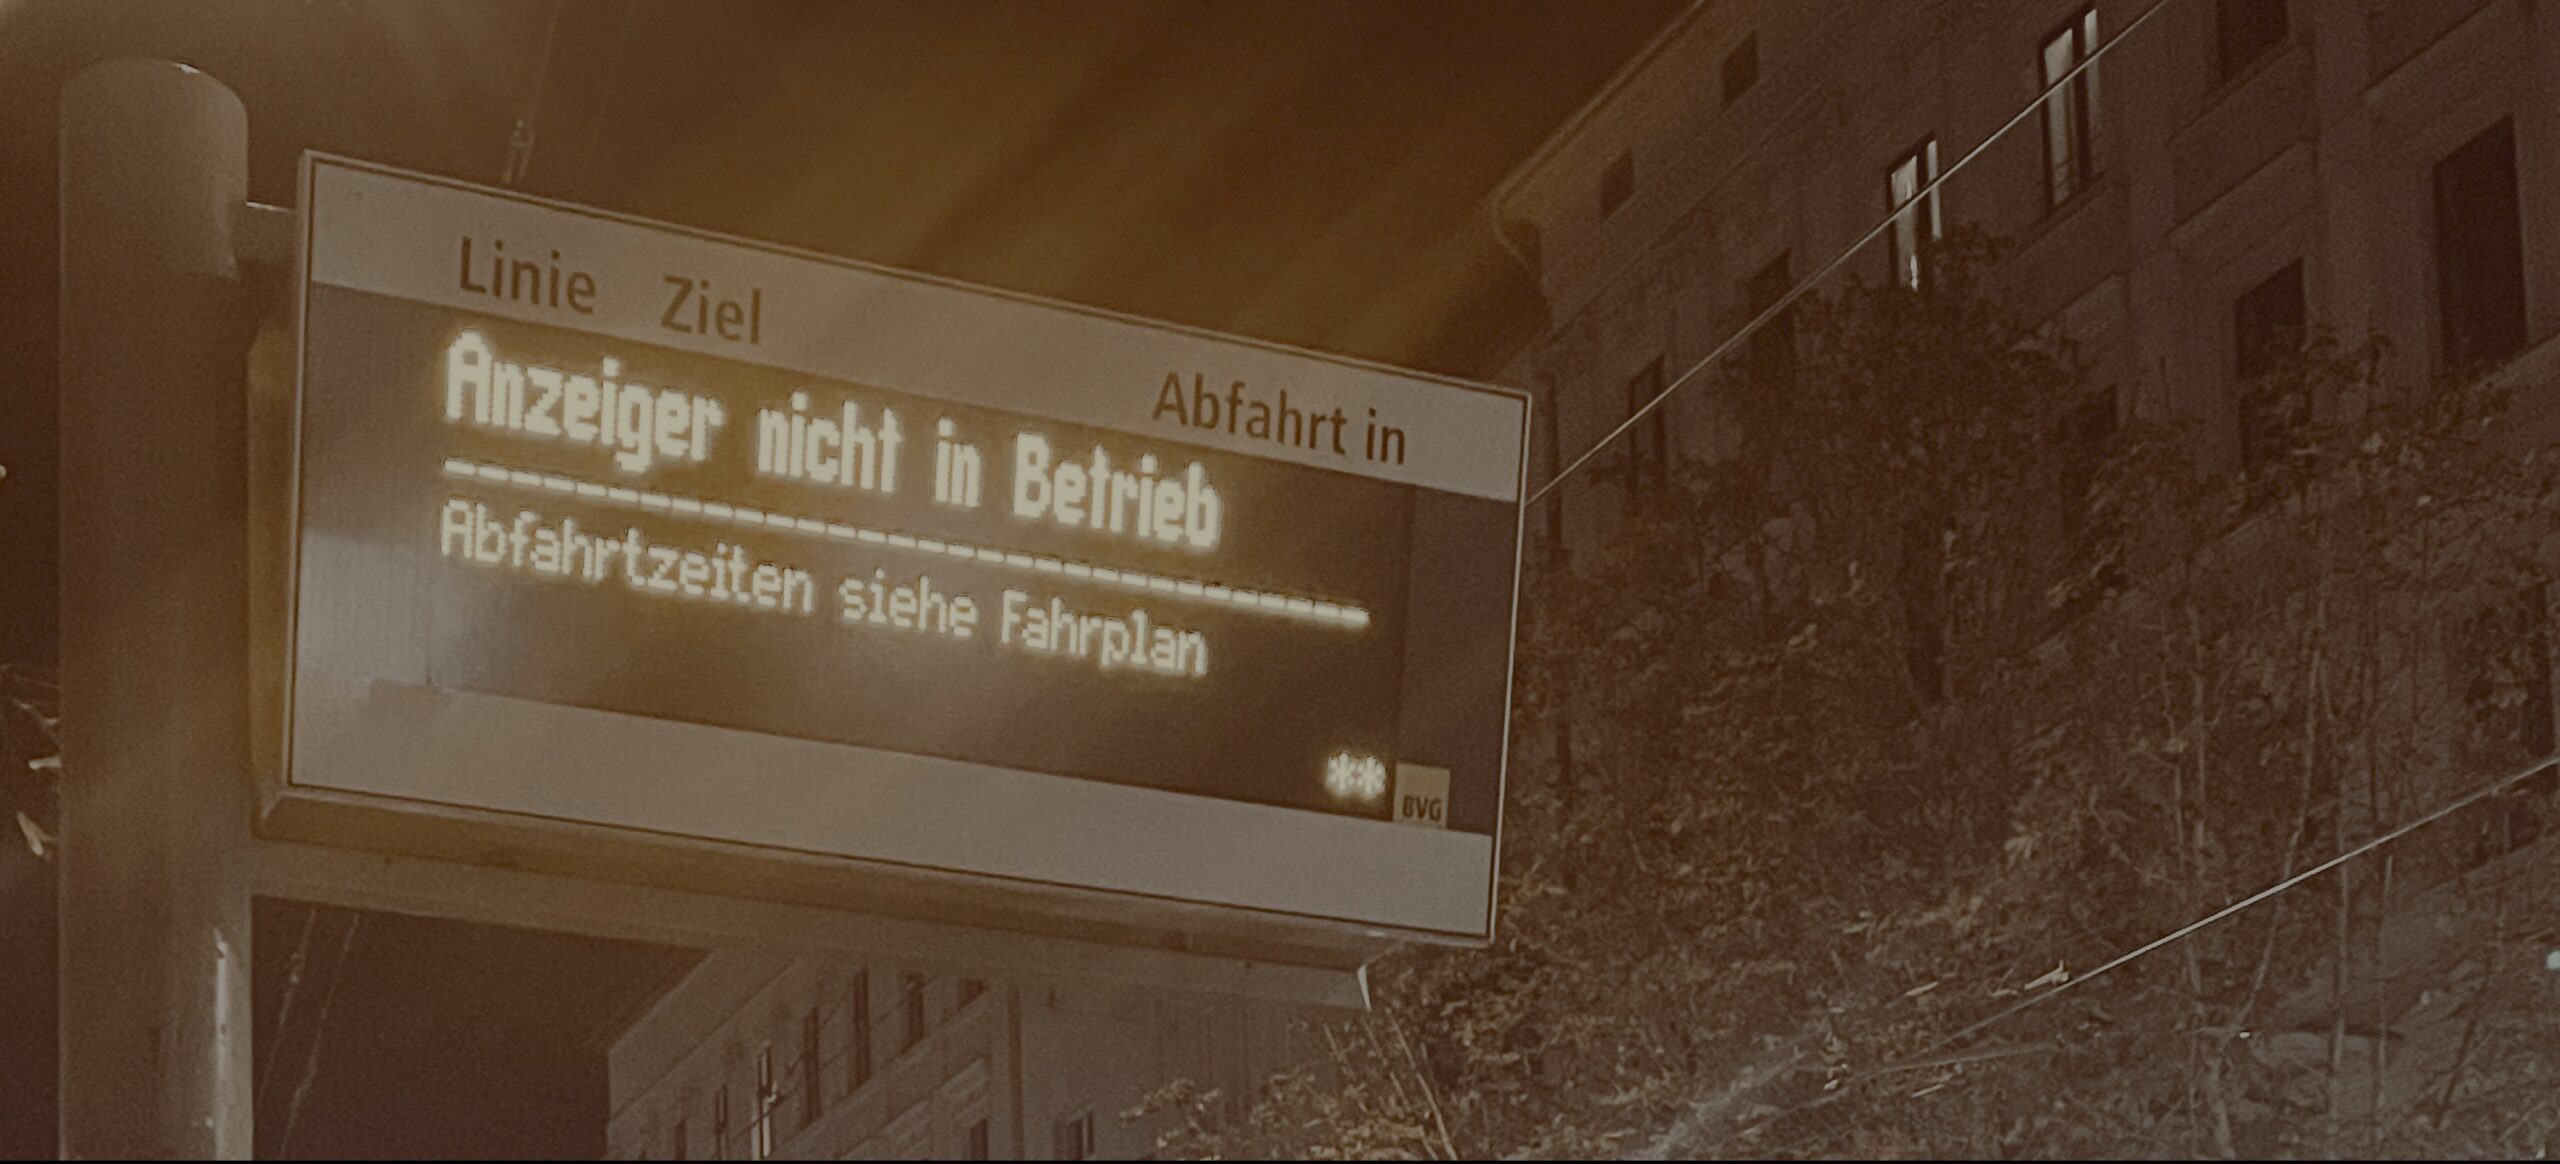 Linie Ziel Abfahrt in
Anzeiger nicht in Betrieb
------------------------------
Abfahrtzeiten siehe Fahrplan
**
BVG